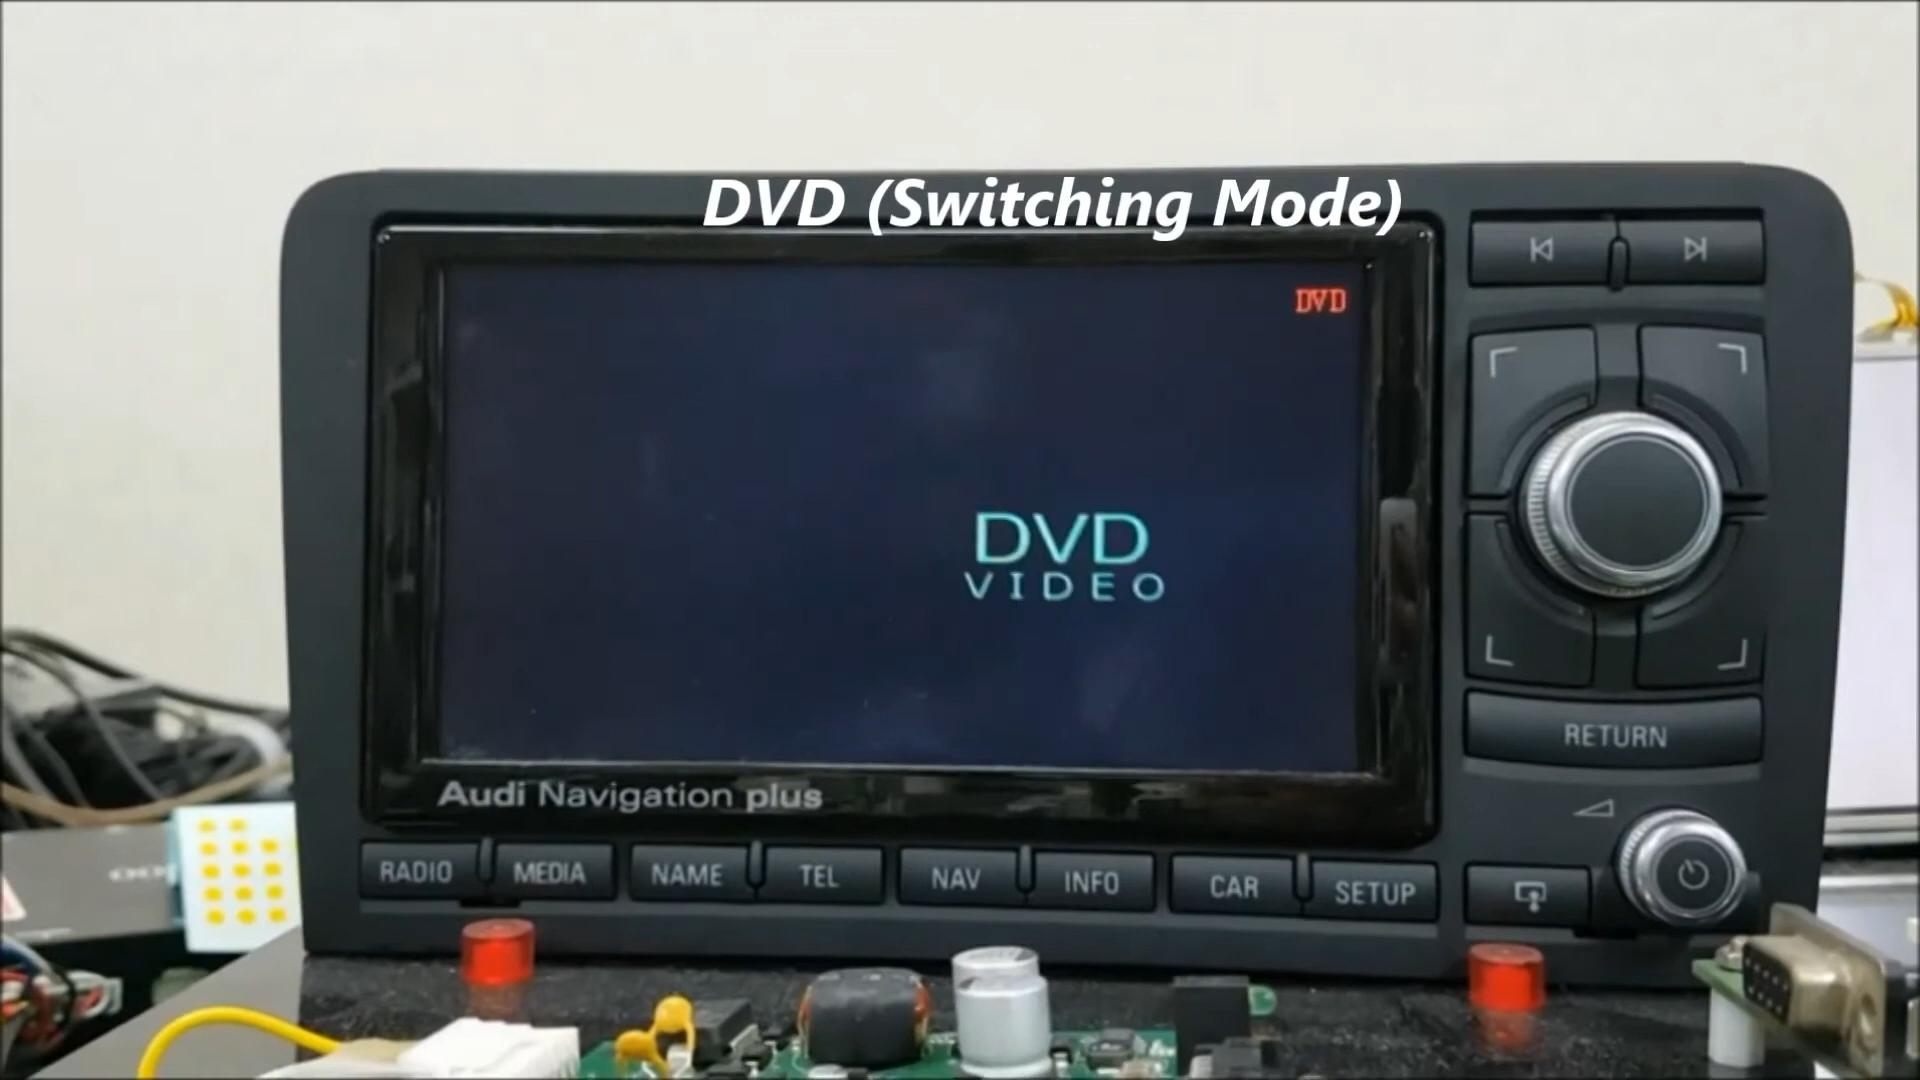 DVD (Switching Mode)
DVD
DVD
VIDEO
RETURN
Audi Navigation plus
RADIO MEDIA NAME TEL NAV INFO CAR SETUP